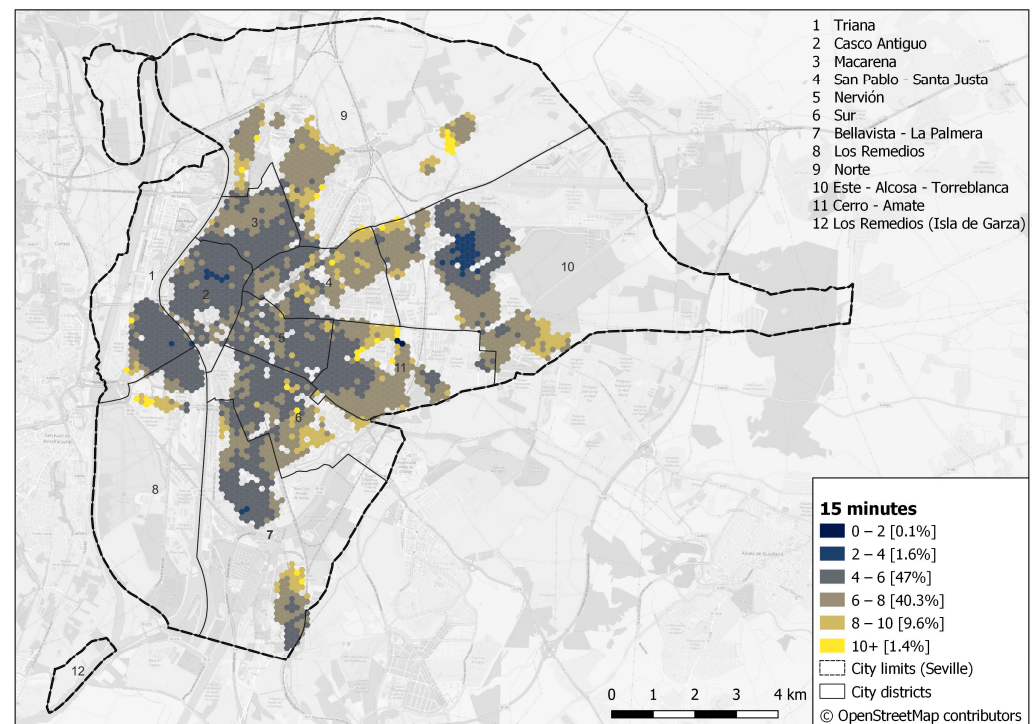 1 Triana
2 Casco Antiguo
3 Macarena
4 San Pablo - Santa Justa
5 Nervión
6 Sur
7 Bellavista - La Palmera
8 Los Remedios
9 Norte
10 Este - Alcosa - Torreblanca
11 Cerro - Amate
12 Los Remedios (Isla de Garza)
9
3
10
1
4
2
5
11
6
8
7
12
15 minutes
0 – 2 [0.1%]
2 – 4 [1.6%]
4 – 6 [47%]
6 – 8 [40.3%]
8 – 10 [9.6%]
10+ [1.4%]
City limits (Seville)
City districts
© OpenStreetMap contributors
0 1 2 3 4 km